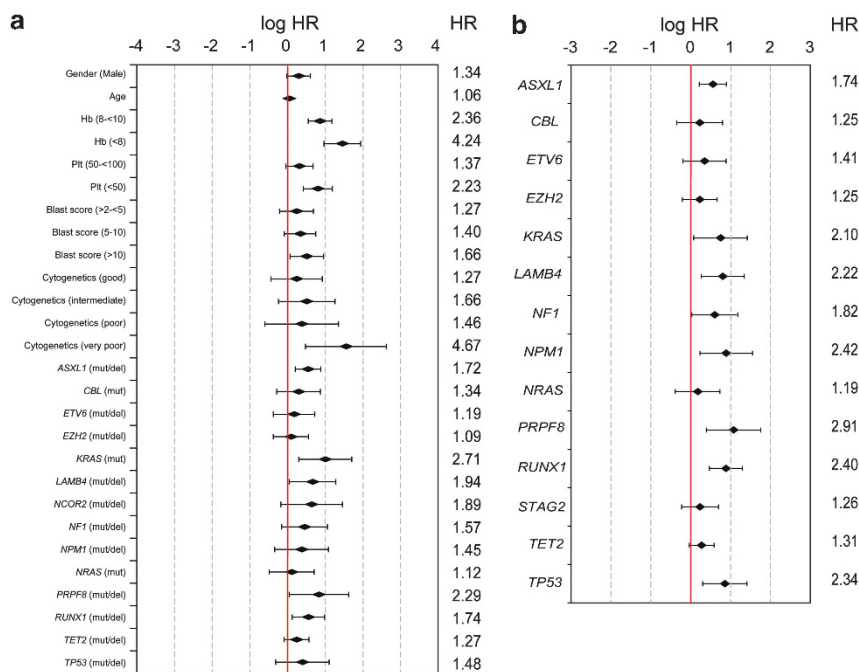 a
log HR HR
-4 -3 -2 -1 0 1 2 3 4
Gender (Male) 1.34
Age 1.06
Hb (8-<10) 2.36
Hb (<8) 4.24
Plt (50-<100) 1.37
Plt (<50) 2.23
Blast score (>2-<5) 1.27
Blast score (5-10) 1.40
Blast score (>10) 1.66
Cytogenetics (good) 1.27
Cytogenetics (intermediate) 1.66
Cytogenetics (poor) 1.46
Cytogenetics (very poor) 4.67
ASXL1 (mut/del) 1.72
CBL (mut) 1.34
ETV6 (mut/del) 1.19
EZH2 (mut/del) 1.09
KRAS (mut) 2.71
LAMB4 (mut/del) 1.94
NCOR2 (mut/del) 1.89
NF1 (mut/del) 1.57
NPM1 (mut/del) 1.45
NRAS (mut) 1.12
PRPF8 (mut/del) 2.29
RUNX1 (mut/del) 1.74
TET2 (mut/del) 1.27
TP53 (mut/del) 1.48
b
log HR HR
-3 -2 -1 0 1 2 3
ASXL1 1.74
CBL 1.25
ETV6 1.41
EZH2 1.25
KRAS 2.10
LAMB4 2.22
NF1 1.82
NPM1 2.42
NRAS 1.19
PRPF8 2.91
RUNX1 2.40
STAG2 1.26
TET2 1.31
TP53 2.34